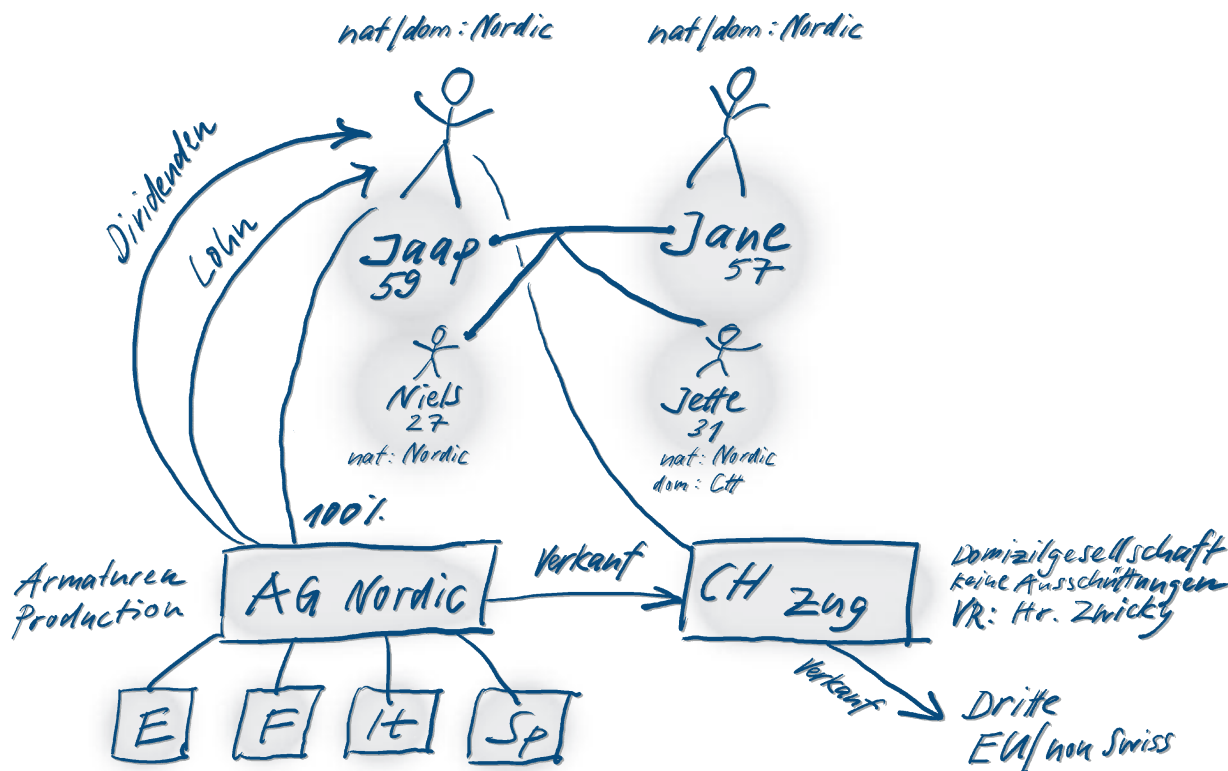 nat/dom: Nordic
nat/dom: Nordic
Dividenden
Lohn
Jaap
59
Jane
57
Niels
27
nat: Nordic
Jette
31
nat: Nordic
dom: CH
100%
Armaturen
Production
AG Nordic
Verkauf
CH Zug
Domizilgesellschaft
keine Ausschüttungen
VR: Hr. Zwicky
E
F
It
Sp
Verkauf
Dritte
EU/non Swiss